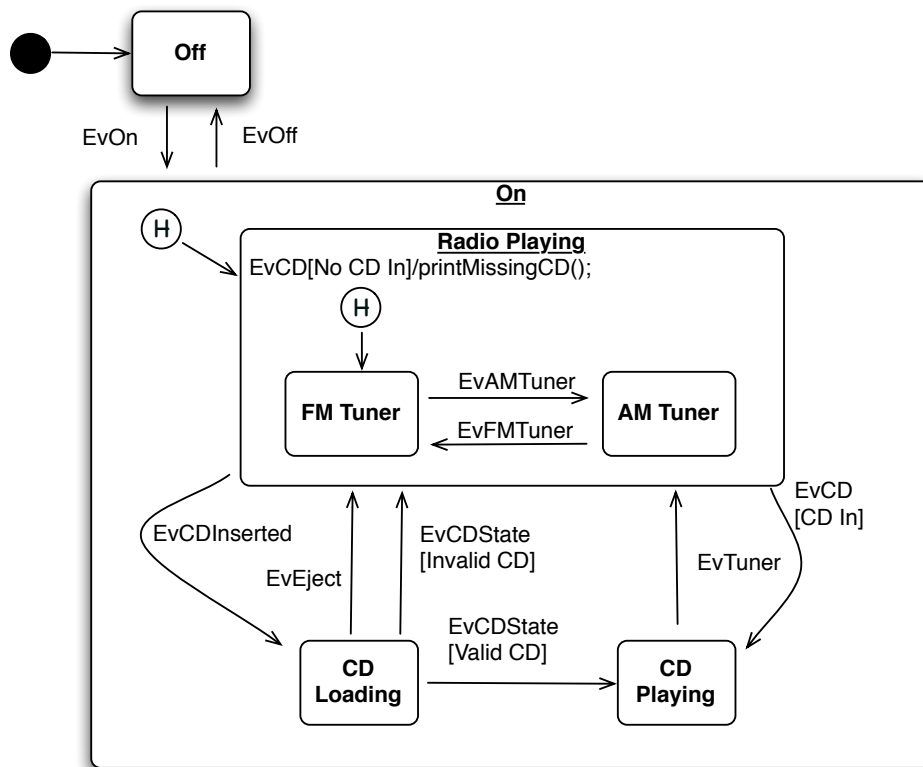 Off
EvOn
EvOff
On
H
Radio Playing
EvCD[No CD In]/printMissingCD();
H
FM Tuner
EvAMTuner
EvFMTuner
AM Tuner
EvCDInserted
EvEject
EvCDState
[Invalid CD]
EvTuner
EvCD
[CD In]
EvCDState
[Valid CD]
CD
Loading
CD
Playing